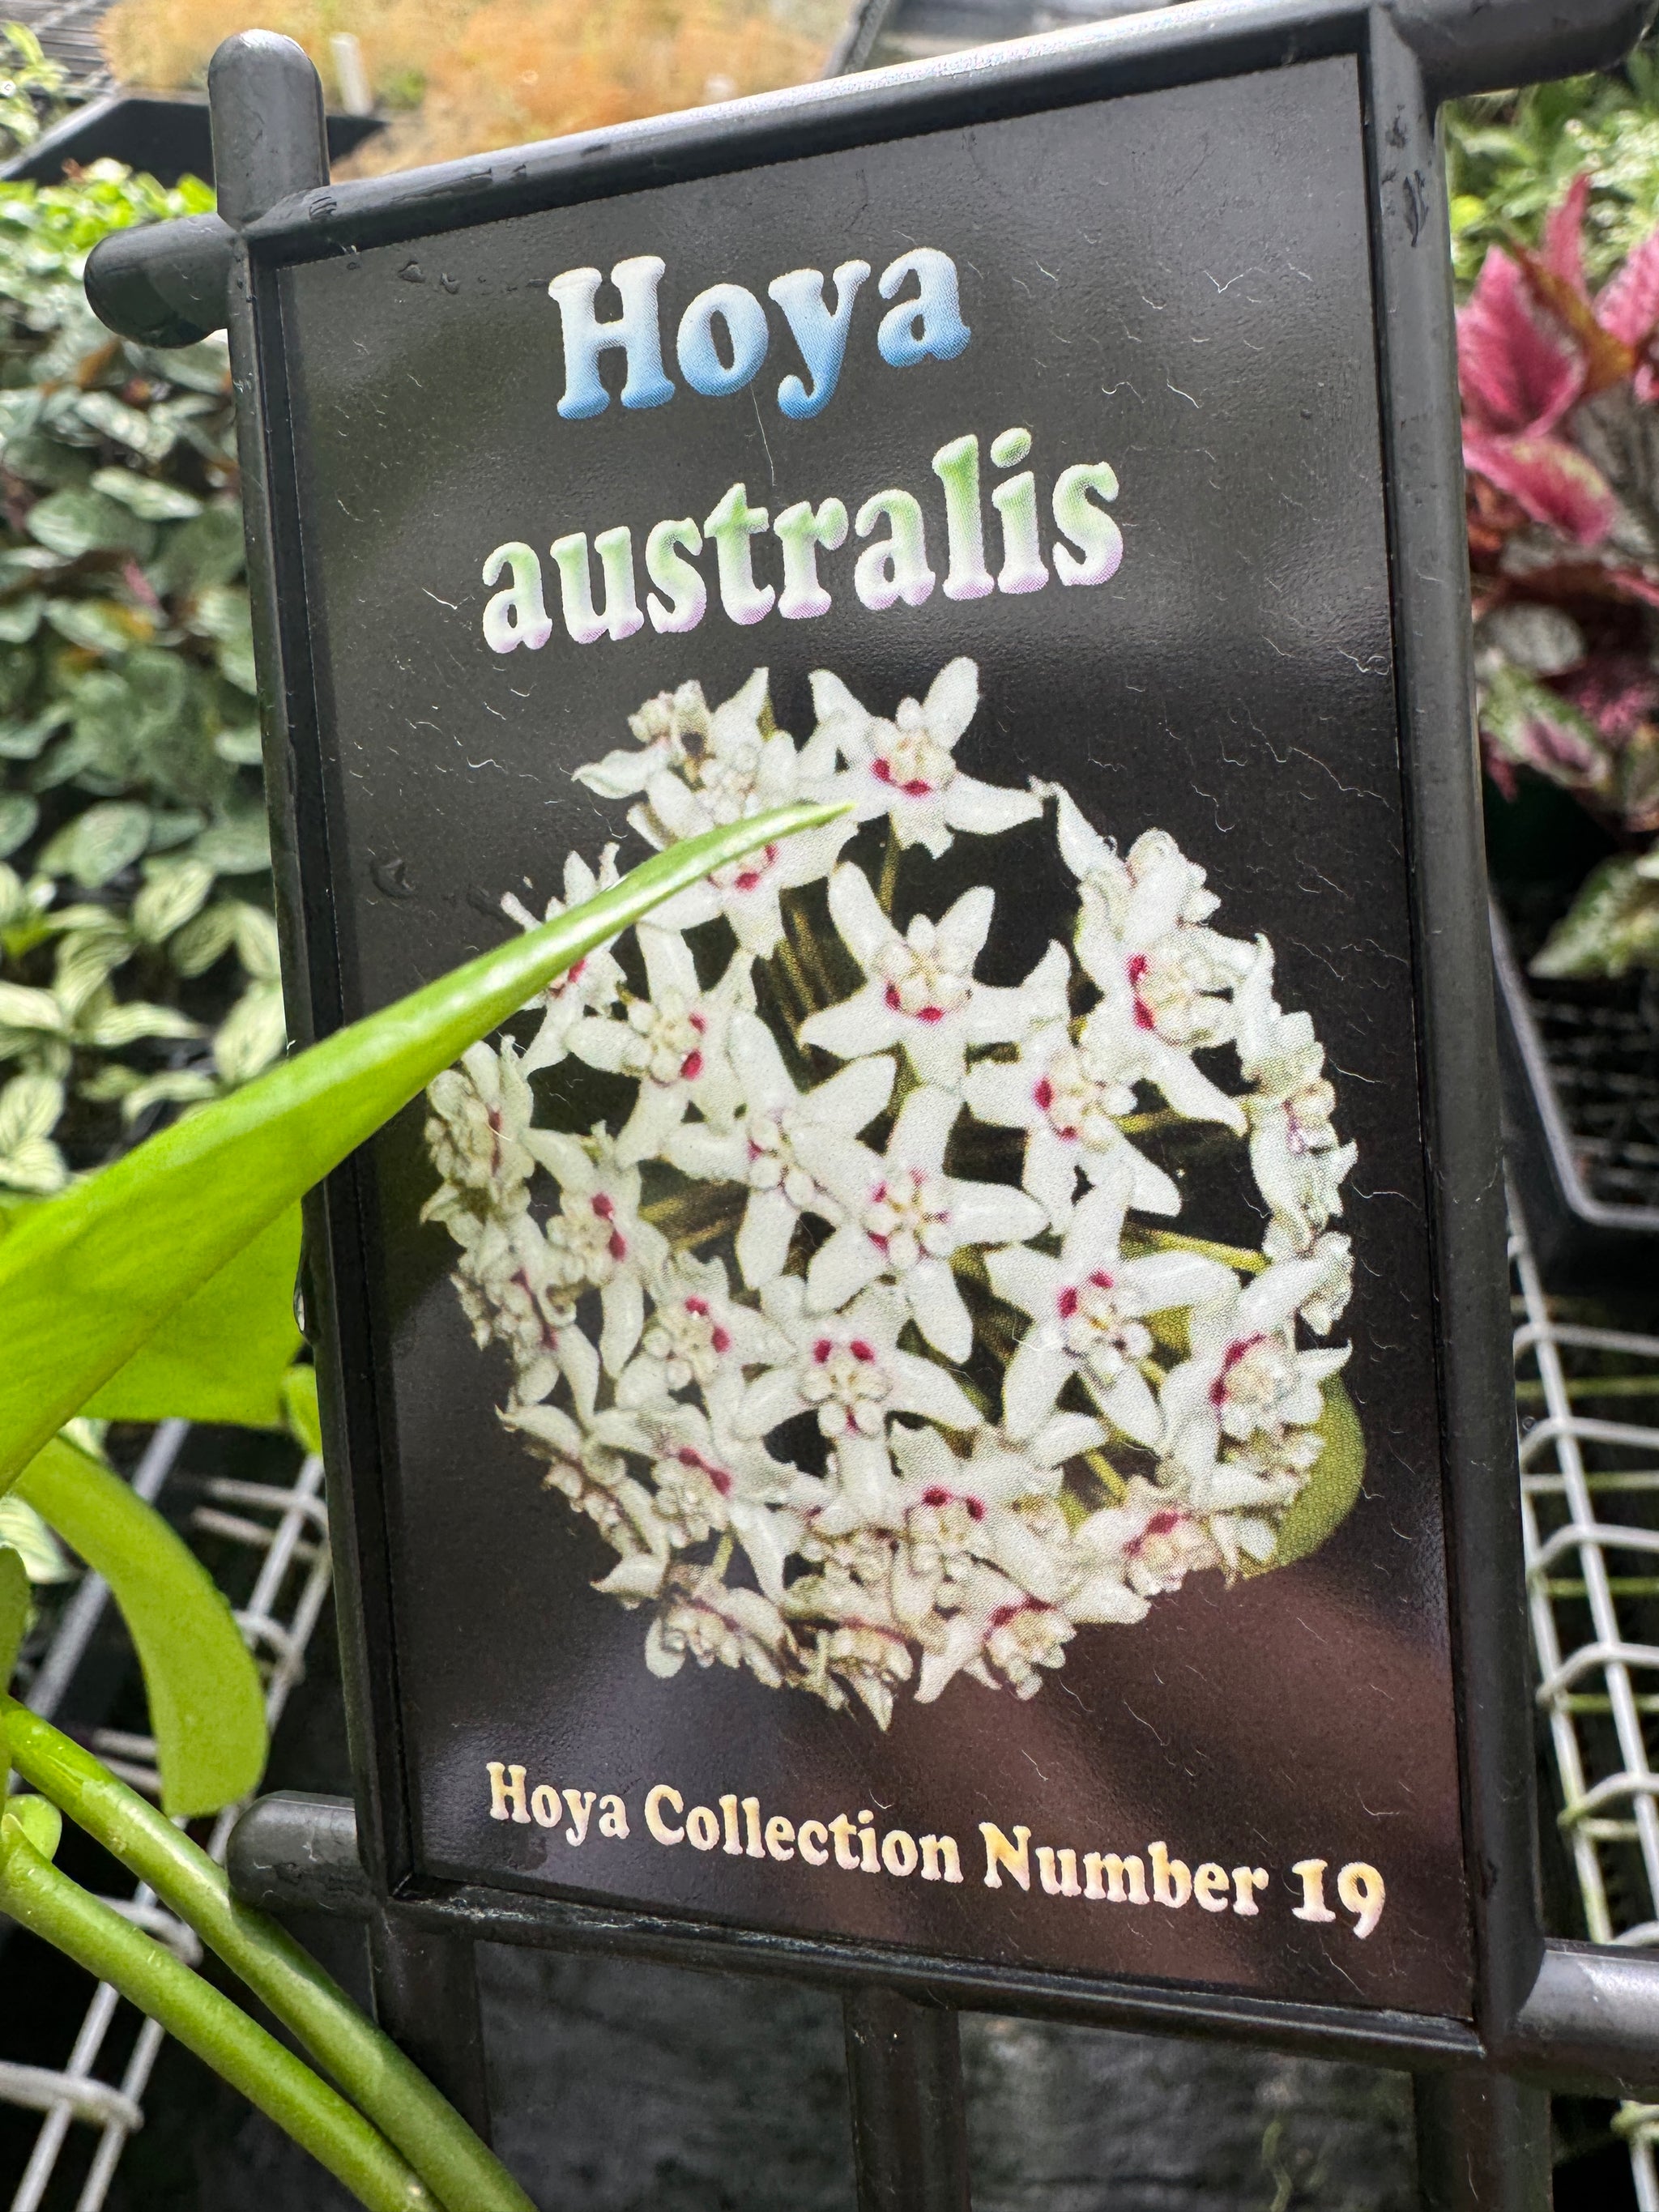 Hoya
australis
Hoya Collection Number 19